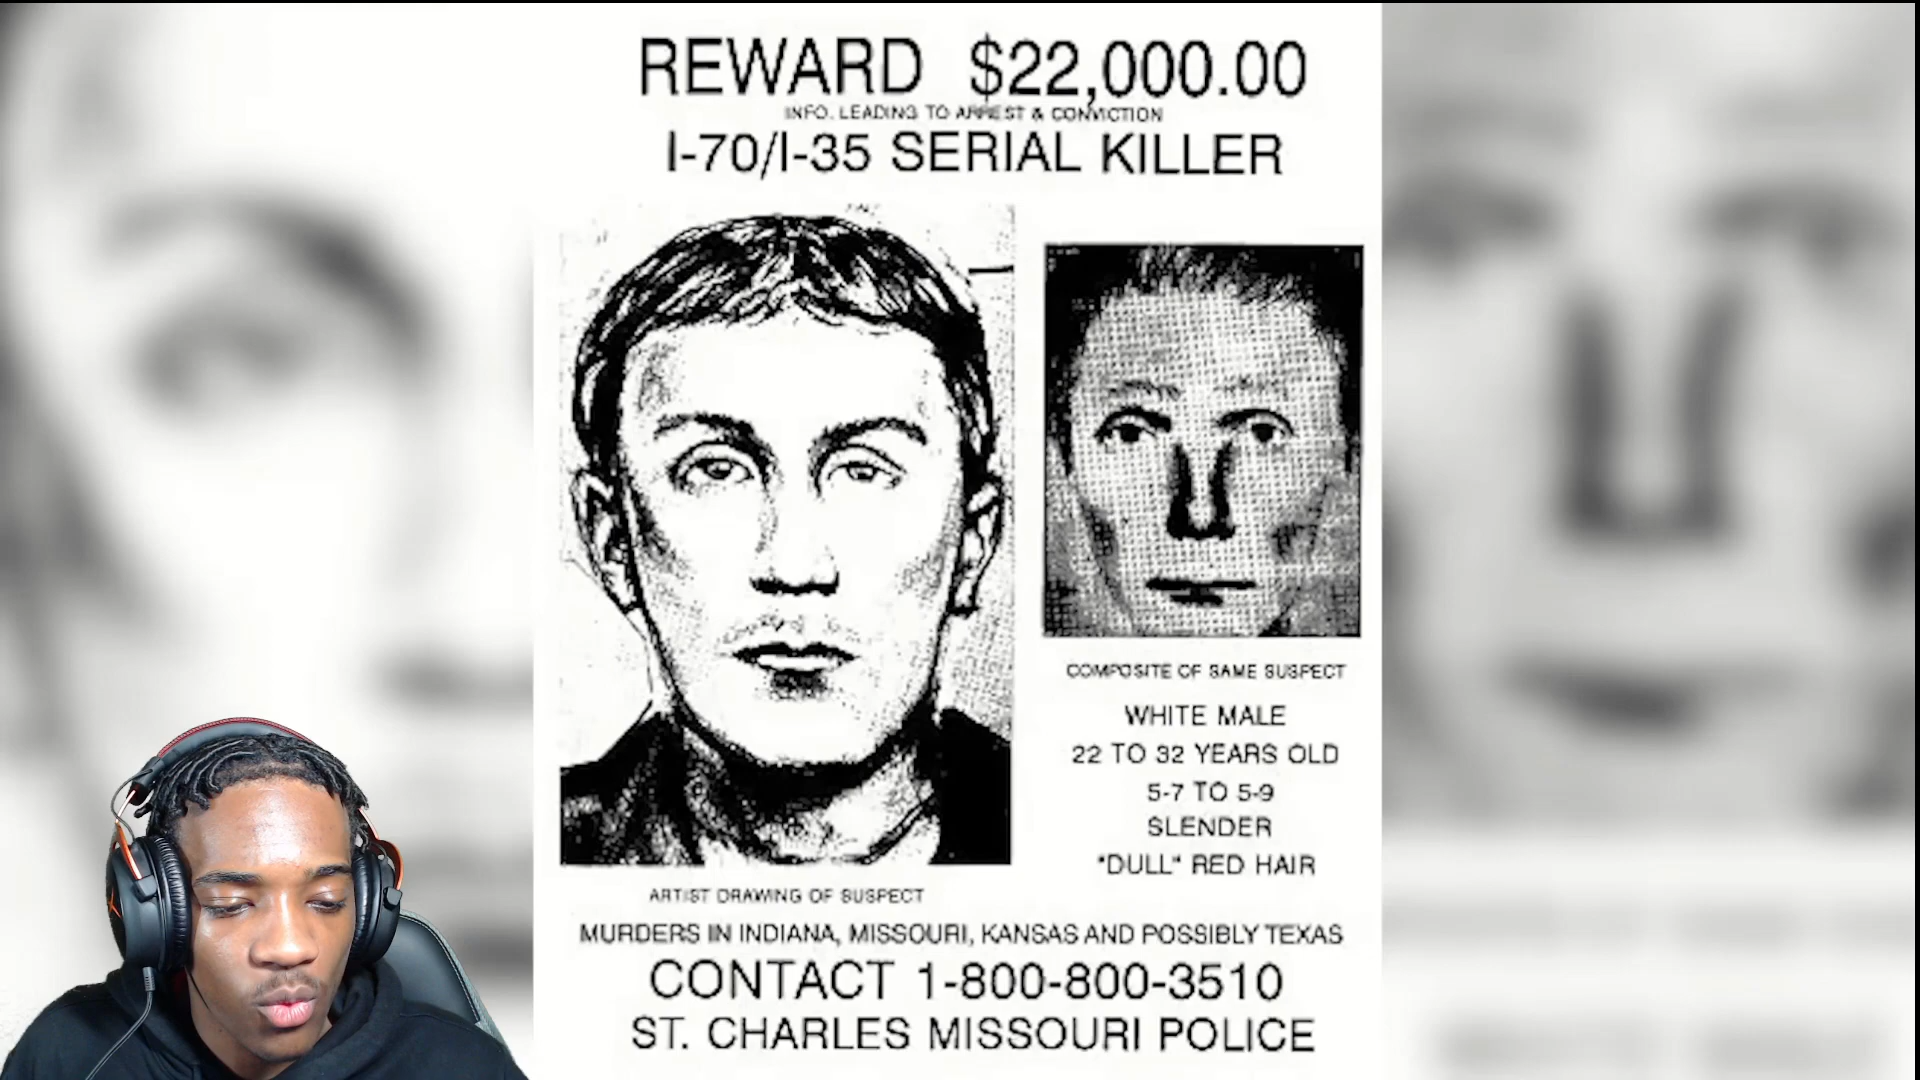 REWARD $22,000.00
INFO. LEADING TO ARREST & CONVICTION
I-70/I-35 SERIAL KILLER
COMPOSITE OF SAME SUSPECT
WHITE MALE
22 TO 32 YEARS OLD
5-7 TO 5-9
SLENDER
"DULL" RED HAIR
ARTIST DRAWING OF SUSPECT
MURDERS IN INDIANA, MISSOURI, KANSAS AND POSSIBLY TEXAS
CONTACT 1-800-800-3510
ST. CHARLES MISSOURI POLICE